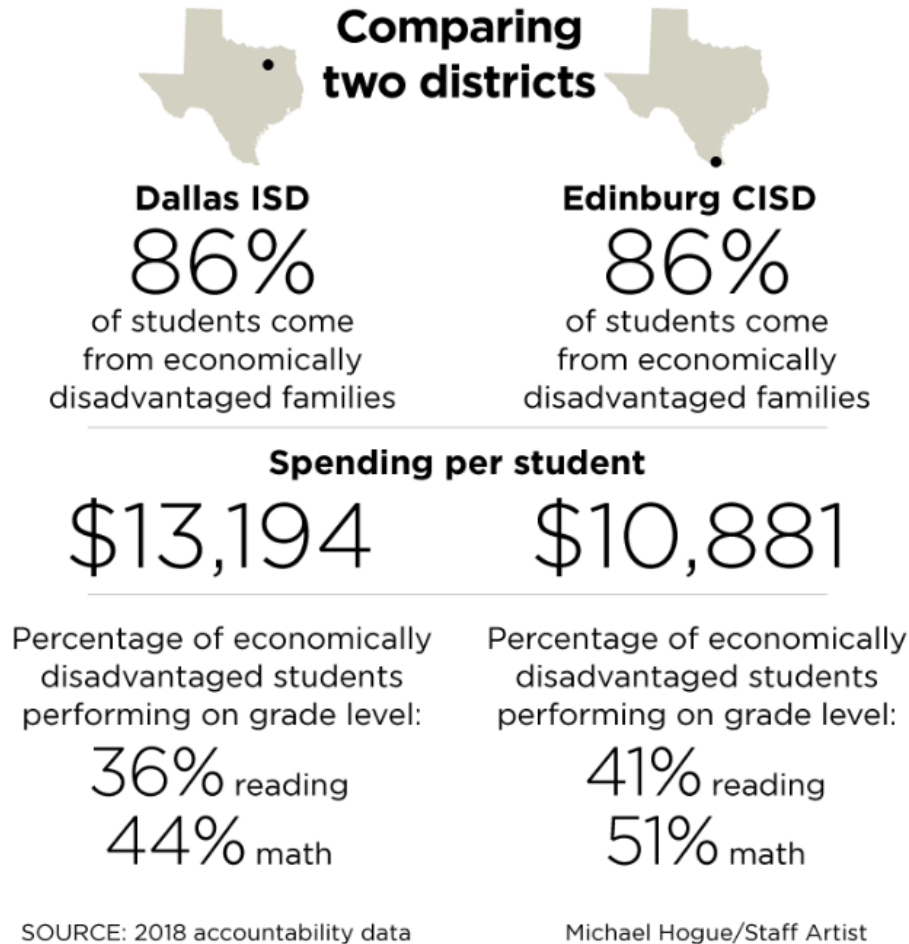 Comparing
two districts
Dallas ISD
86%
of students come
from economically
disadvantaged families
Edinburg CISD
86%
of students come
from economically
disadvantaged families
Spending per student
$13,194
$10,881
Percentage of economically
disadvantaged students
performing on grade level:
36% reading
44% math
Percentage of economically
disadvantaged students
performing on grade level:
41% reading
51% math
SOURCE: 2018 accountability data
Michael Hogue/Staff Artist